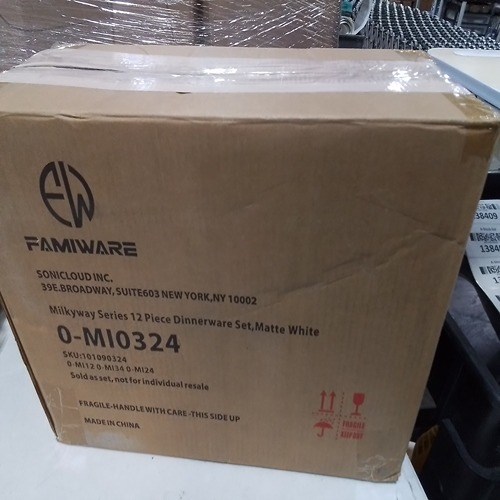 FAMIWARE
SONICLOUD INC.
39E.BROADWAY, SUITE603 NEW YORK,NY 10002
Milkyway Series 12 Piece Dinnerware Set,Matte White
0-MI0324
SKU:101090324
0-MI12 0-MI34 0-MI24
Sold as set, not for individual resale
FRAGILE-HANDLE WITH CARE -THIS SIDE UP
MADE IN CHINA
FRAGILE
38409